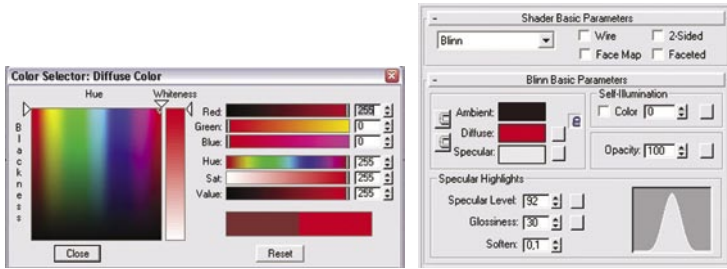 Color Selector: Diffuse Color
Hue
Whiteness
Blackness
Red: 255
Green: 0
Blue: 0
Hue: 255
Sat: 255
Value: 255
Close
Reset
- Shader Basic Parameters
Blinn
Wire
2-Sided
Face Map
Faceted
- Blinn Basic Parameters
Self-Illumination
Ambient:
Color 0
Diffuse:
Specular:
Opacity: 100
Specular Highlights
Specular Level: 92
Glossiness: 30
Soften: 0,1